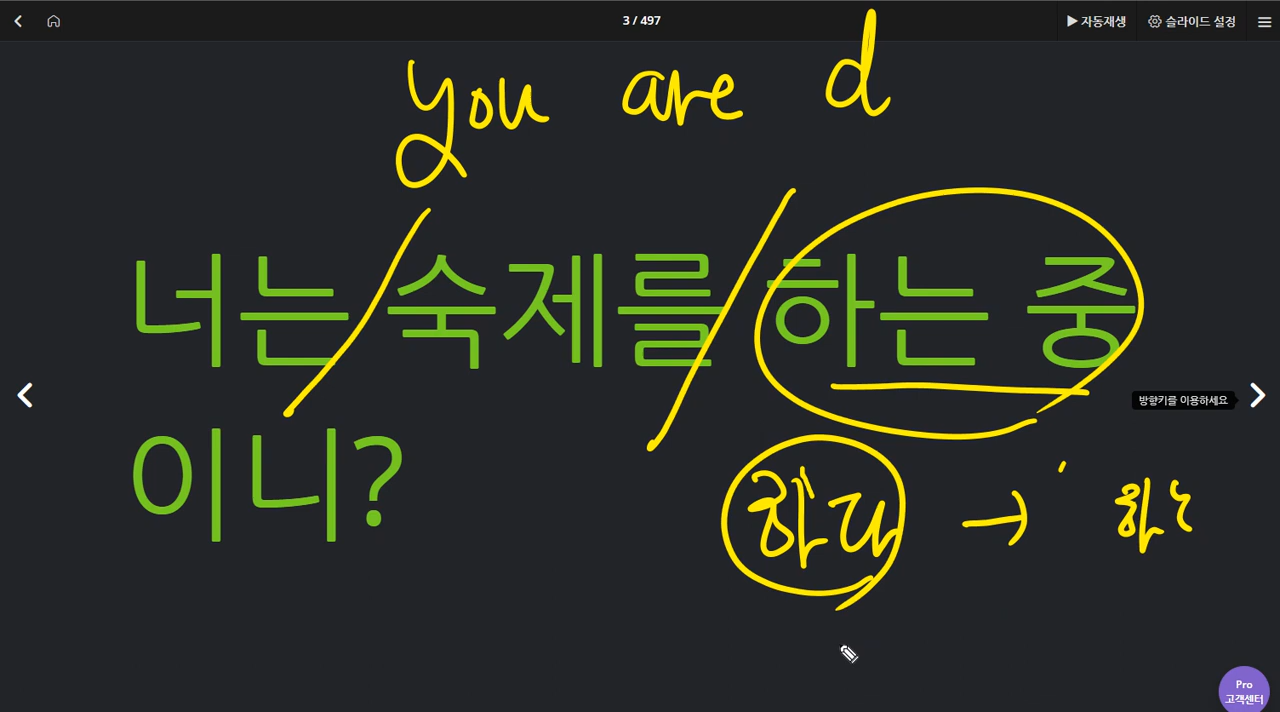 3 / 497
▶ 자동재생
슬라이드 설정
you are d
너는 숙제를 하는 중
이니?
방향키를 이용하세요
하다 → 하
Pro
고객센터